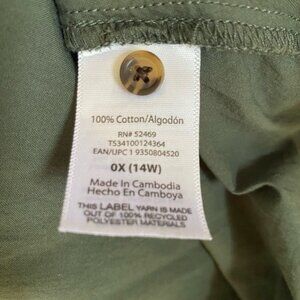 100% Cotton/Algodón
RN# 52469
TS34100124364
EAN/UPC 1 9350804520
0X (14W)
Made In Cambodia
Hecho En Camboya
THIS LABEL YARN IS MADE
OUT OF 100% RECYCLED
POLYESTER MATERIALS